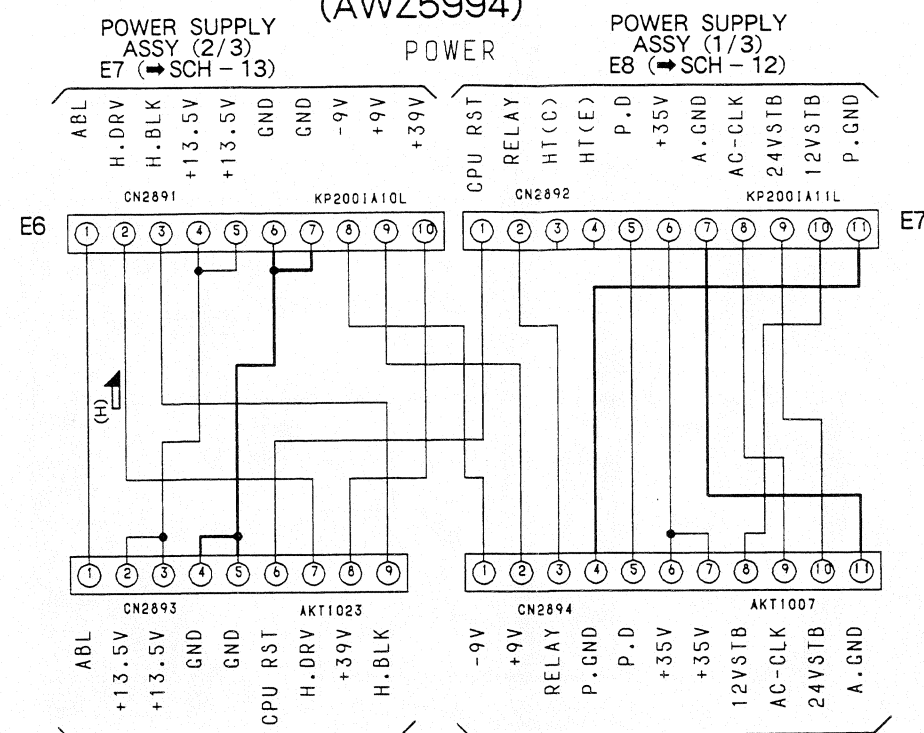 (AWZ5994)
POWER SUPPLY
ASSY (2/3)
E7 (➡SCH – 13)
POWER
POWER SUPPLY
ASSY (1/3)
E8 (➡SCH – 12)
ABL
H.DRV
H.BLK
+13.5V
+13.5V
GND
GND
-9V
+9V
+39V
CPU RST
RELAY
HT(C)
HT(E)
P.D
+35V
A.GND
AC-CLK
24VSTB
12VSTB
P.GND
CN2891
KP200IA10L
CN2892
KP200IA11L
E6
1 2 3 4 5 6 7 8 9 10
1 2 3 4 5 6 7 8 9 10 11
E7
(H)
1 2 3 4 5 6 7 8 9
1 2 3 4 5 6 7 8 9 10 11
CN2893
AKT1023
CN2894
AKT1007
ABL
+13.5V
+13.5V
GND
GND
CPU RST
H.DRV
+39V
H.BLK
-9V
+9V
RELAY
P.GND
P.D
+35V
+35V
12VSTB
AC-CLK
24VSTB
A.GND